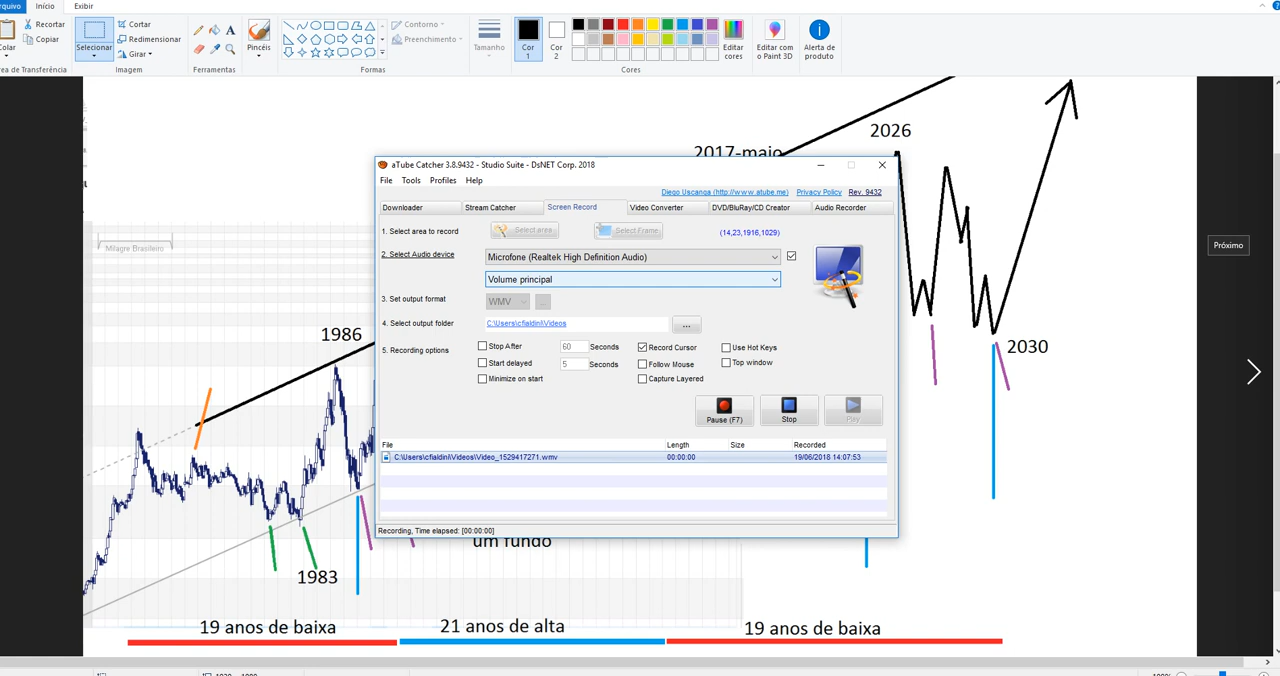 Arquivo Início Exibir
Colar
Recortar
Copiar
Área de Transferência
Selecionar
Cortar
Redimensionar
Girar
Imagem
Ferramentas
Pincéis
Formas
Contorno
Preenchimento
Tamanho
Cor 1
Cor 2
Cores
Editar cores
Editar com o Paint 3D
Alerta de produto
2026
2017-maio
aTube Catcher 3.8.9432 - Studio Suite - DsNET Corp. 2018
File Tools Profiles Help
Diego Uscanga (http://www.atube.me) Privacy Policy Rev. 9432
Downloader Stream Catcher Screen Record Video Converter DVD/BluRay/CD Creator Audio Recorder
1. Select area to record Select area Select Frame (14,23,1916,1029)
2. Select Audio device Microfone (Realtek High Definition Audio)
Volume principal
3. Set output format WMV ...
4. Select output folder C:\Users\cfialdini\Videos ...
5. Recording options
Stop After 60 Seconds Record Cursor Use Hot Keys
Start delayed 5 Seconds Follow Mouse Top window
Minimize on start Capture Layered
Pause (F7) Stop Play
File Length Size Recorded
C:\Users\cfialdini\Videos\Video_1529417271.wmv 00:00:00 19/06/2018 14:07:53
Recording, Time elapsed: [00:00:00]
Milagre Brasileiro
Próximo
1986
2030
um fundo
1983
19 anos de baixa
21 anos de alta
19 anos de baixa